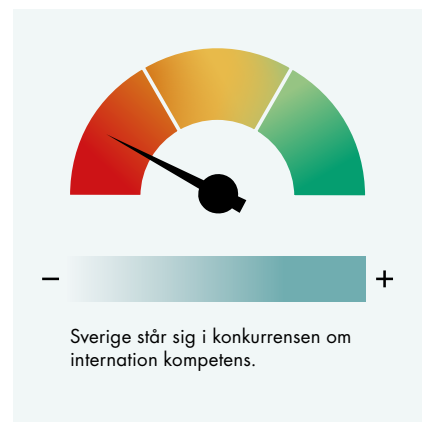 − +
Sverige står sig i konkurrensen om
internation kompetens.